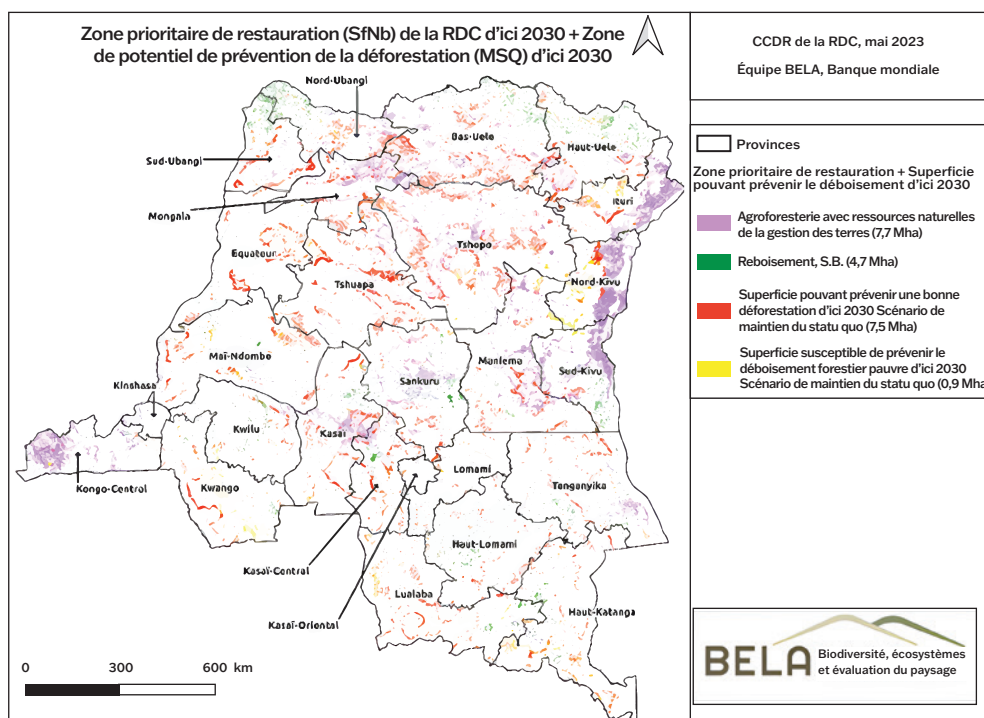 Zone prioritaire de restauration (SfNb) de la RDC d'ici 2030 + Zone
de potentiel de prévention de la déforestation (MSQ) d'ici 2030
CCDR de la RDC, mai 2023
Équipe BELA, Banque mondiale
Provinces
Zone prioritaire de restauration + Superficie
pouvant prévenir le déboisement d'ici 2030
Agroforesterie avec ressources naturelles
de la gestion des terres (7,7 Mha)
Reboisement, S.B. (4,7 Mha)
Superficie pouvant prévenir une bonne
déforestation d'ici 2030 Scénario de
maintien du statu quo (7,5 Mha)
Superficie susceptible de prévenir le
déboisement forestier pauvre d'ici 2030
Scénario de maintien du statu quo (0,9 Mha
Nord-Ubangi
Bas-Uele
Haut-Uele
Sud-Ubangi
Ituri
Mongala
Equateur
Tshopo
Nord-Kivu
Tshuapa
Maï-Ndombe
Maniema
Sud-Kivu
Sankuru
Kinshasa
Kwilu
Kasaï
Kongo-Central
Kwango
Lomami
Tanganyika
Haut-Lomami
Kasaï-Central
Lualaba
Kasaï-Oriental
Haut-Katanga
0 300 600 km
BELA
Biodiversité, écosystèmes
et évaluation du paysage